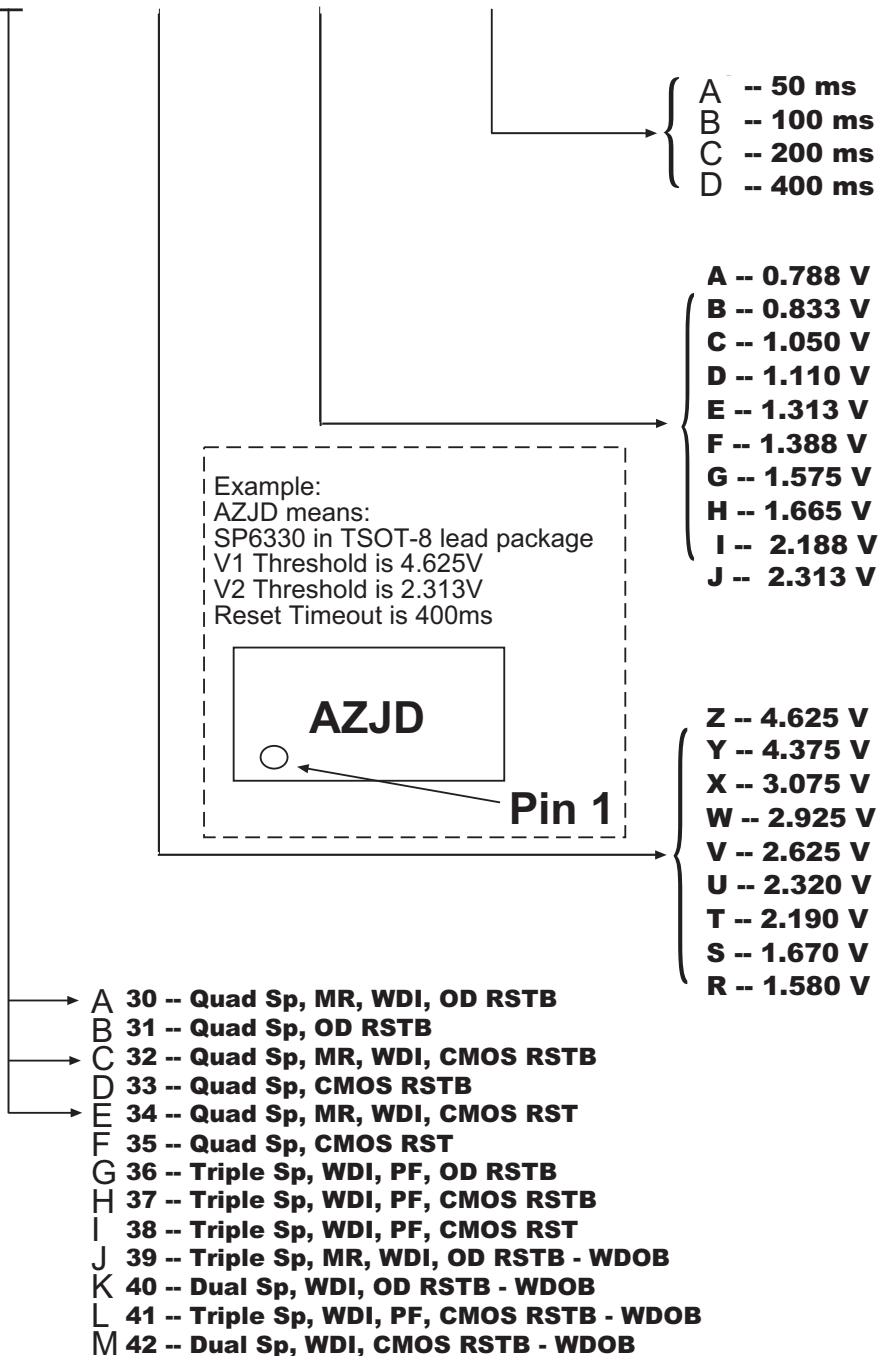 A -- 50 ms
B -- 100 ms
C -- 200 ms
D -- 400 ms
A -- 0.788 V
B -- 0.833 V
C -- 1.050 V
D -- 1.110 V
E -- 1.313 V
F -- 1.388 V
G -- 1.575 V
H -- 1.665 V
I -- 2.188 V
J -- 2.313 V
Example:
AZJD means:
SP6330 in TSOT-8 lead package
V1 Threshold is 4.625V
V2 Threshold is 2.313V
Reset Timeout is 400ms
AZJD
Pin 1
Z -- 4.625 V
Y -- 4.375 V
X -- 3.075 V
W -- 2.925 V
V -- 2.625 V
U -- 2.320 V
T -- 2.190 V
S -- 1.670 V
R -- 1.580 V
A 30 -- Quad Sp, MR, WDI, OD RSTB
B 31 -- Quad Sp, OD RSTB
C 32 -- Quad Sp, MR, WDI, CMOS RSTB
D 33 -- Quad Sp, CMOS RSTB
E 34 -- Quad Sp, MR, WDI, CMOS RST
F 35 -- Quad Sp, CMOS RST
G 36 -- Triple Sp, WDI, PF, OD RSTB
H 37 -- Triple Sp, WDI, PF, CMOS RSTB
I 38 -- Triple Sp, WDI, PF, CMOS RST
J 39 -- Triple Sp, MR, WDI, OD RSTB - WDOB
K 40 -- Dual Sp, WDI, OD RSTB - WDOB
L 41 -- Triple Sp, WDI, PF, CMOS RSTB - WDOB
M 42 -- Dual Sp, WDI, CMOS RSTB - WDOB